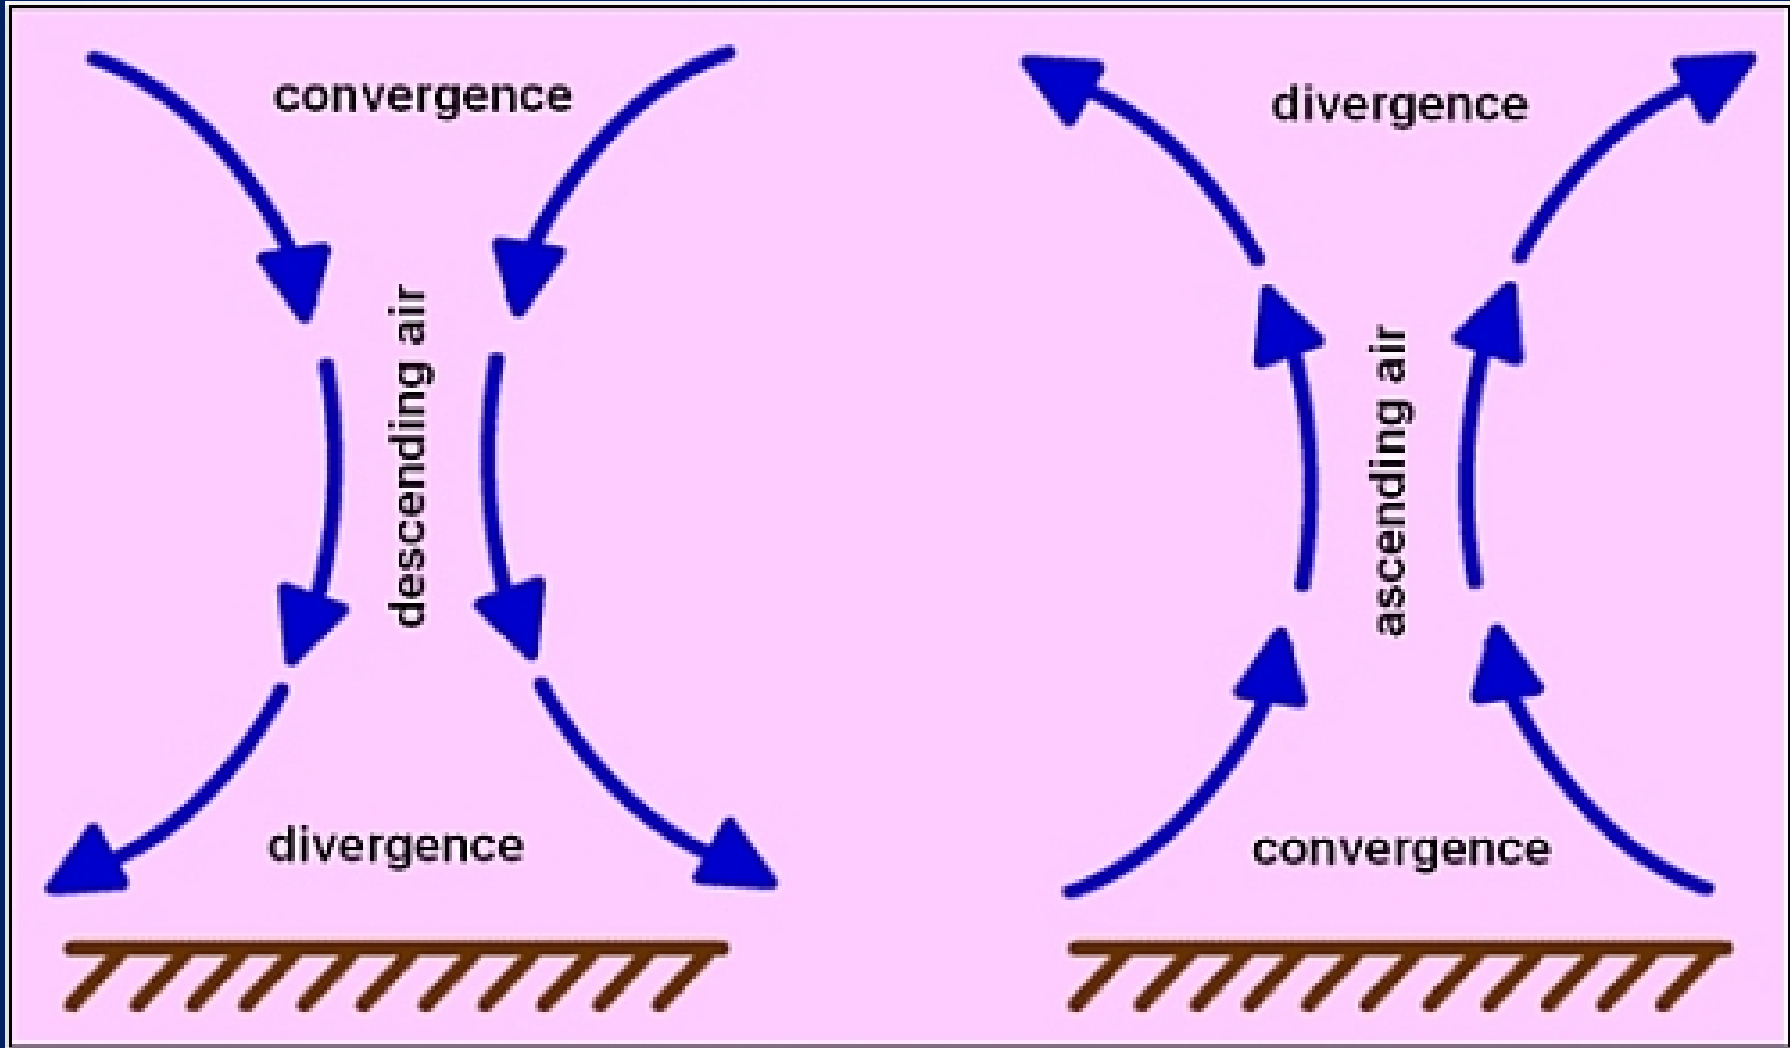 convergence
descending air
divergence
divergence
ascending air
convergence